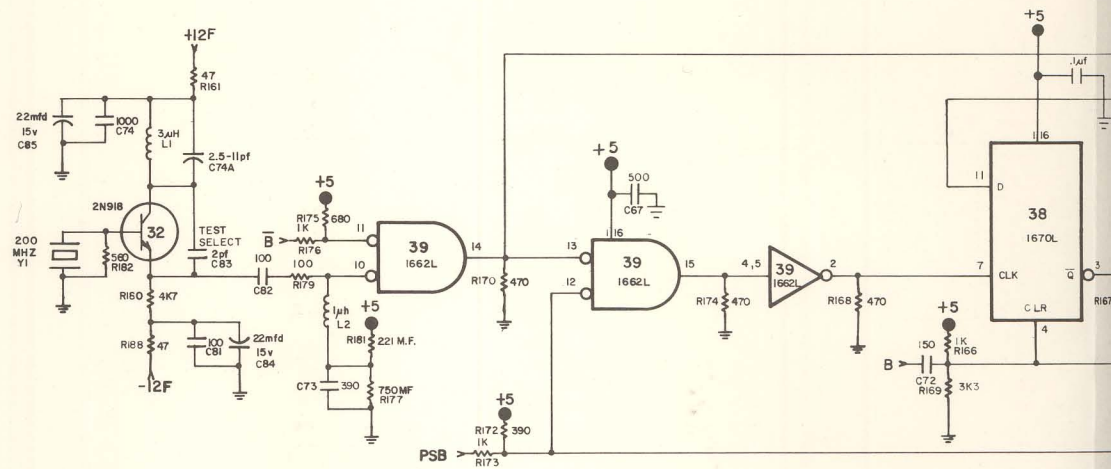 +12F
47
R161
22mfd
15v
C85
1000
C74
3µH
L1
2.5-11pf
C74A
2N918
32
TEST
SELECT
2pf
C83
200
MHZ
Y1
560
R182
R160
4K7
R188
47
100
C81
22mfd
15v
C84
-12F
100
C82
100
R179
+5
R175
680
B
1K
R176
11
10
39
1662L
14
1µh
L2
+5
R181
221 M.F.
C73
390
750MF
R177
R170
470
+5
500
C67
1
16
13
12
39
1662L
15
R174
470
4,5
39
1662L
2
R168
470
+5
R172
390
PSB
1K
R173
+5
.1µf
1
16
11
D
38
1670L
7
CLK
Q
3
R167
CLR
4
+5
1K
R166
B
150
C72
R169
3K3